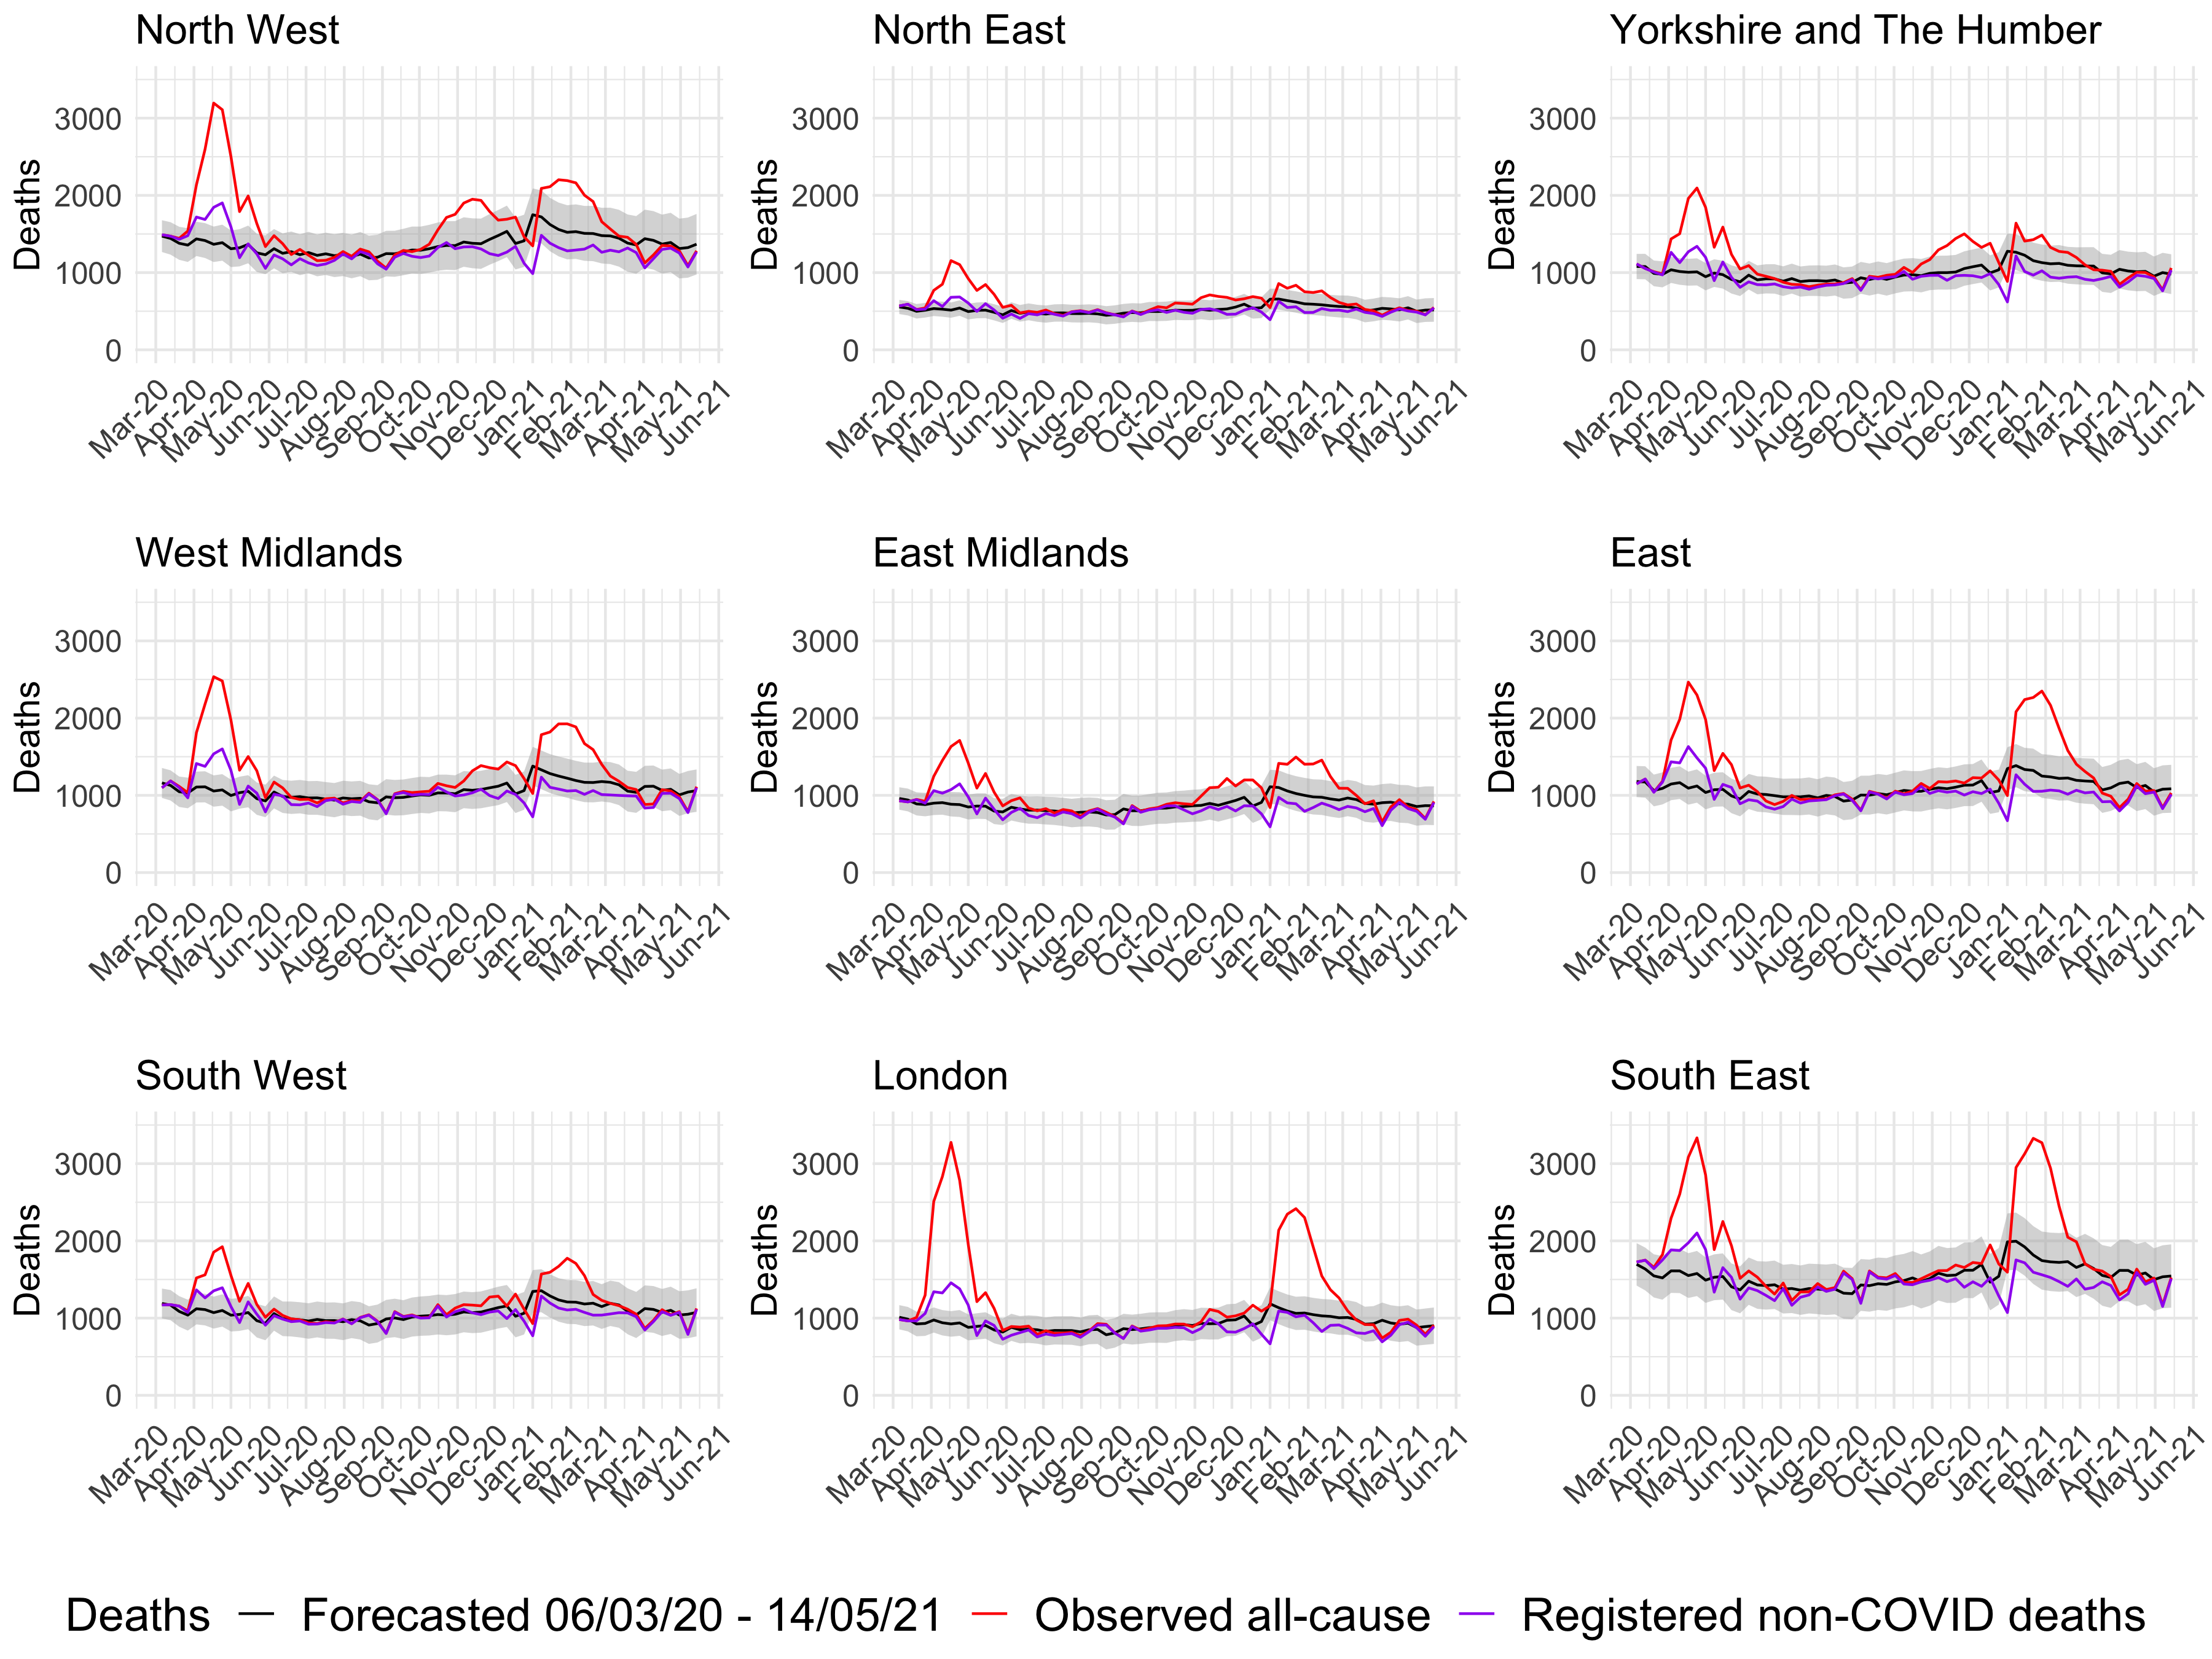 North West
North East
Yorkshire and The Humber
Deaths
3000
2000
1000
0
Mar-20 Apr-20 May-20 Jun-20 Jul-20 Aug-20 Sep-20 Oct-20 Nov-20 Dec-20 Jan-21 Feb-21 Mar-21 Apr-21 May-21 Jun-21
Deaths
3000
2000
1000
0
Mar-20 Apr-20 May-20 Jun-20 Jul-20 Aug-20 Sep-20 Oct-20 Nov-20 Dec-20 Jan-21 Feb-21 Mar-21 Apr-21 May-21 Jun-21
Deaths
3000
2000
1000
0
Mar-20 Apr-20 May-20 Jun-20 Jul-20 Aug-20 Sep-20 Oct-20 Nov-20 Dec-20 Jan-21 Feb-21 Mar-21 Apr-21 May-21 Jun-21
West Midlands
East Midlands
East
Deaths
3000
2000
1000
0
Mar-20 Apr-20 May-20 Jun-20 Jul-20 Aug-20 Sep-20 Oct-20 Nov-20 Dec-20 Jan-21 Feb-21 Mar-21 Apr-21 May-21 Jun-21
Deaths
3000
2000
1000
0
Mar-20 Apr-20 May-20 Jun-20 Jul-20 Aug-20 Sep-20 Oct-20 Nov-20 Dec-20 Jan-21 Feb-21 Mar-21 Apr-21 May-21 Jun-21
Deaths
3000
2000
1000
0
Mar-20 Apr-20 May-20 Jun-20 Jul-20 Aug-20 Sep-20 Oct-20 Nov-20 Dec-20 Jan-21 Feb-21 Mar-21 Apr-21 May-21 Jun-21
South West
London
South East
Deaths
3000
2000
1000
0
Mar-20 Apr-20 May-20 Jun-20 Jul-20 Aug-20 Sep-20 Oct-20 Nov-20 Dec-20 Jan-21 Feb-21 Mar-21 Apr-21 May-21 Jun-21
Deaths
3000
2000
1000
0
Mar-20 Apr-20 May-20 Jun-20 Jul-20 Aug-20 Sep-20 Oct-20 Nov-20 Dec-20 Jan-21 Feb-21 Mar-21 Apr-21 May-21 Jun-21
Deaths
3000
2000
1000
0
Mar-20 Apr-20 May-20 Jun-20 Jul-20 Aug-20 Sep-20 Oct-20 Nov-20 Dec-20 Jan-21 Feb-21 Mar-21 Apr-21 May-21 Jun-21
Deaths Forecasted 06/03/20 - 14/05/21 Observed all-cause Registered non-COVID deaths